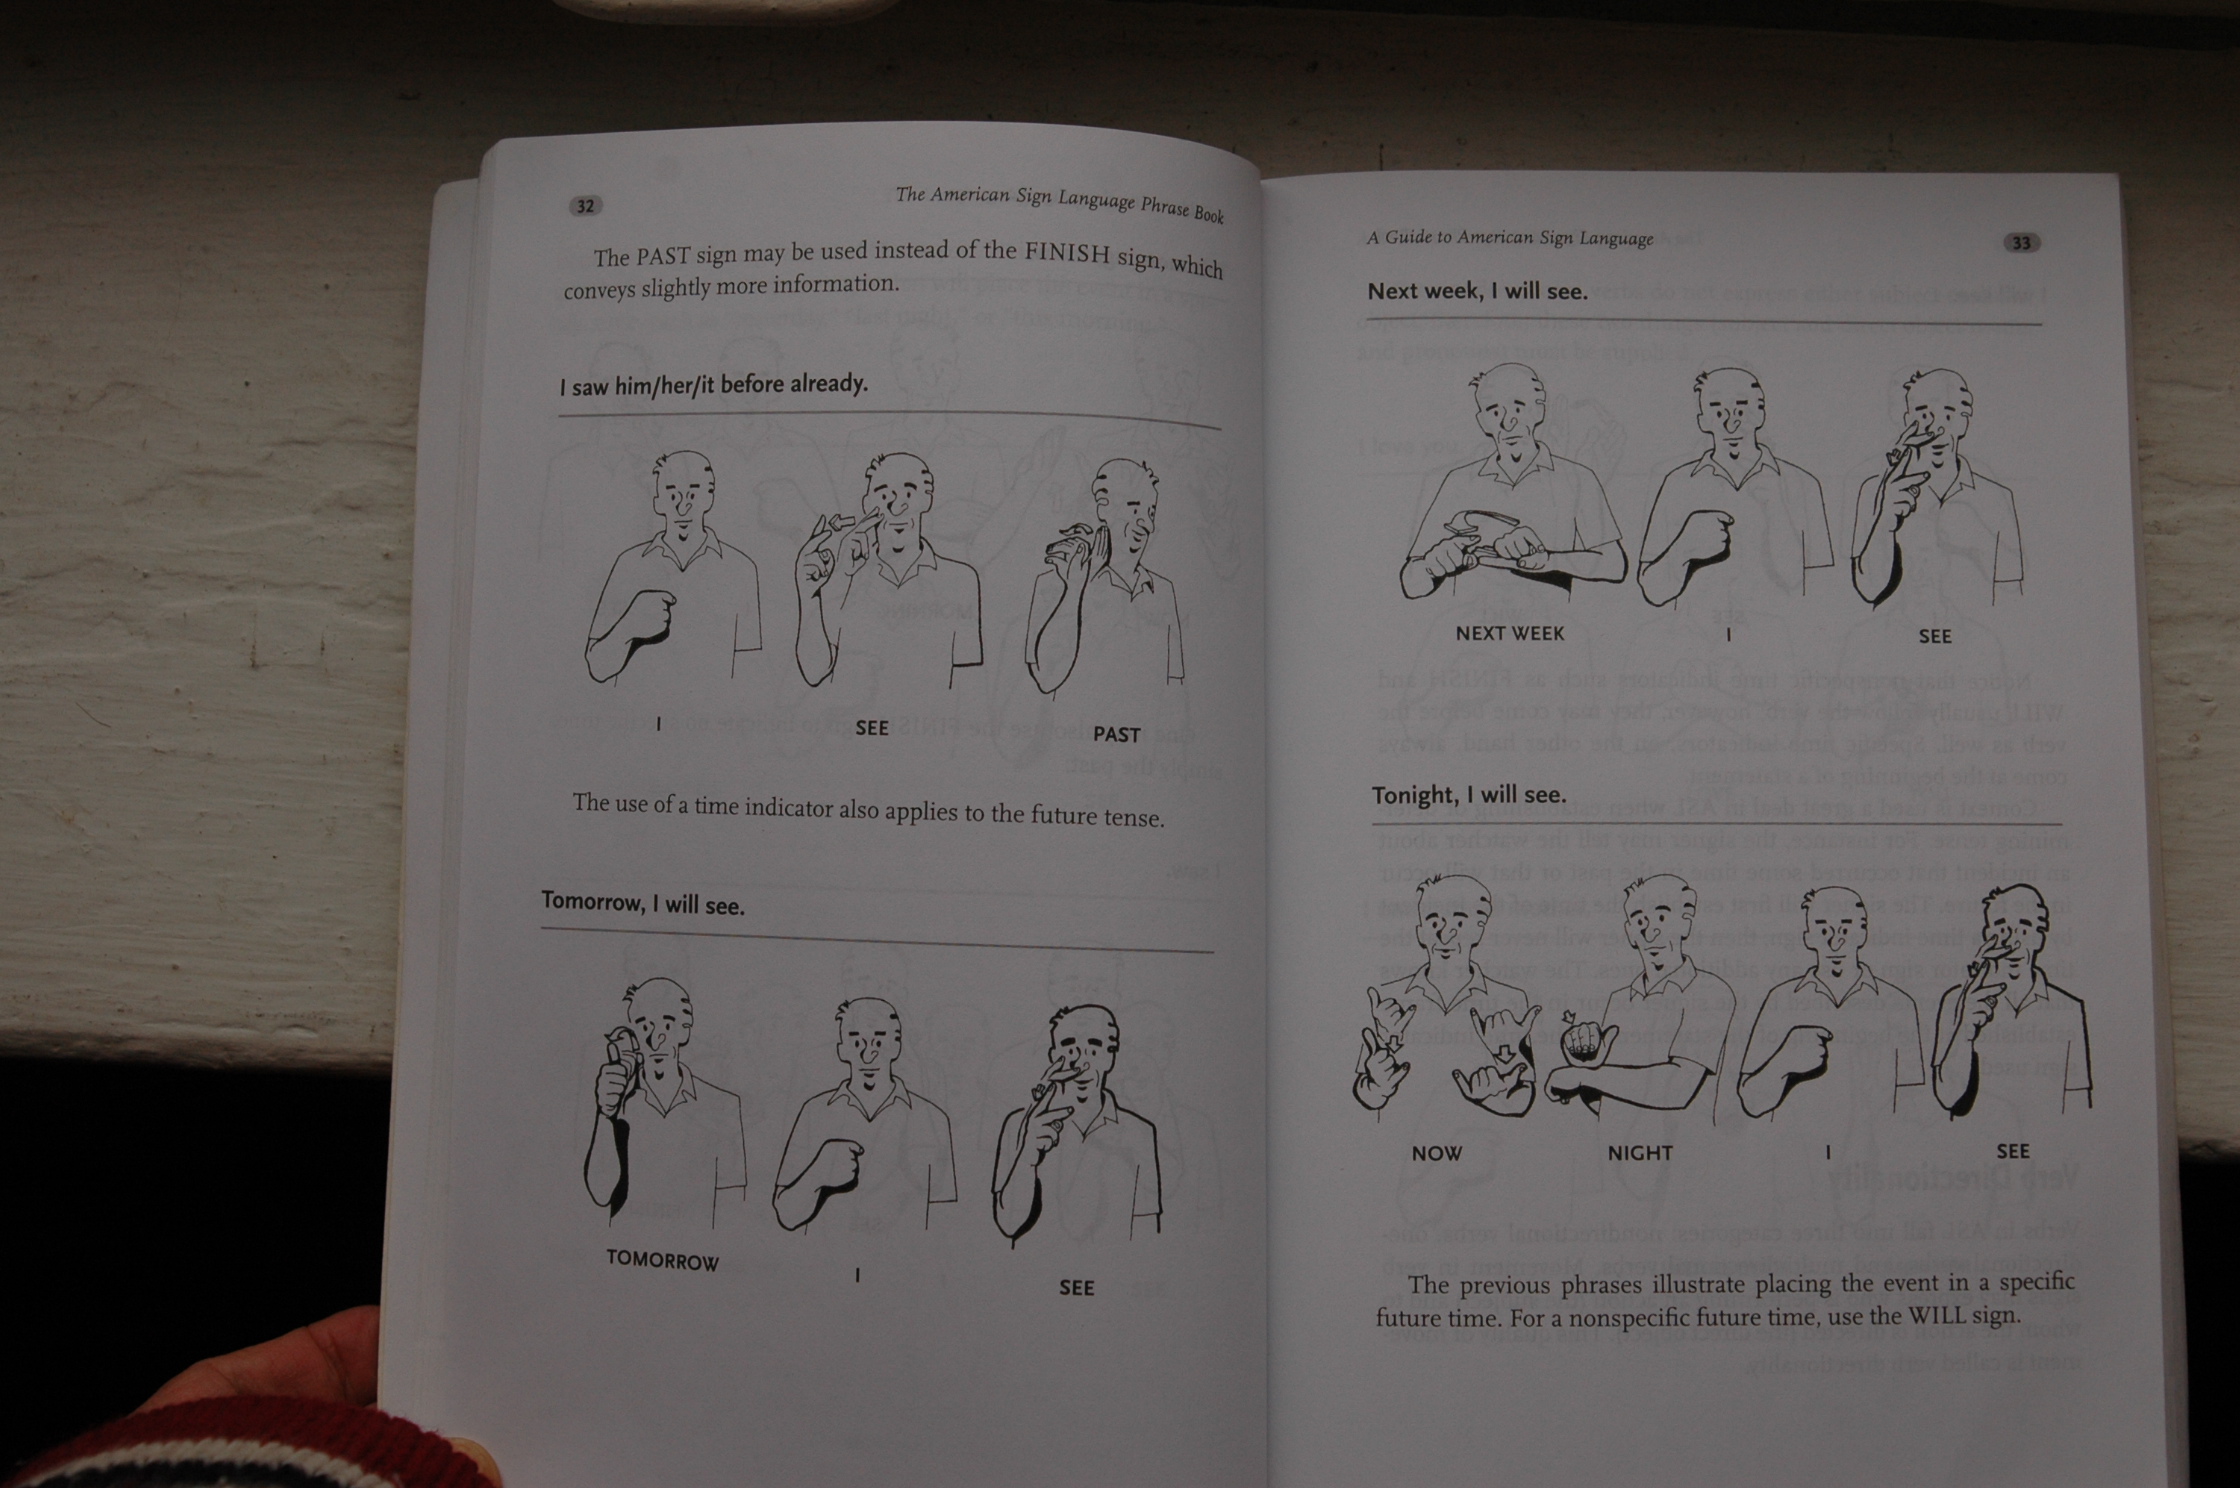 32
The American Sign Language Phrase Book
The PAST sign may be used instead of the FINISH sign, which
conveys slightly more information.
I saw him/her/it before already.
I SEE PAST
The use of a time indicator also applies to the future tense.
Tomorrow, I will see.
TOMORROW I SEE
A Guide to American Sign Language
33
Next week, I will see.
NEXT WEEK I SEE
Tonight, I will see.
NOW NIGHT I SEE
The previous phrases illustrate placing the event in a specific
future time. For a nonspecific future time, use the WILL sign.